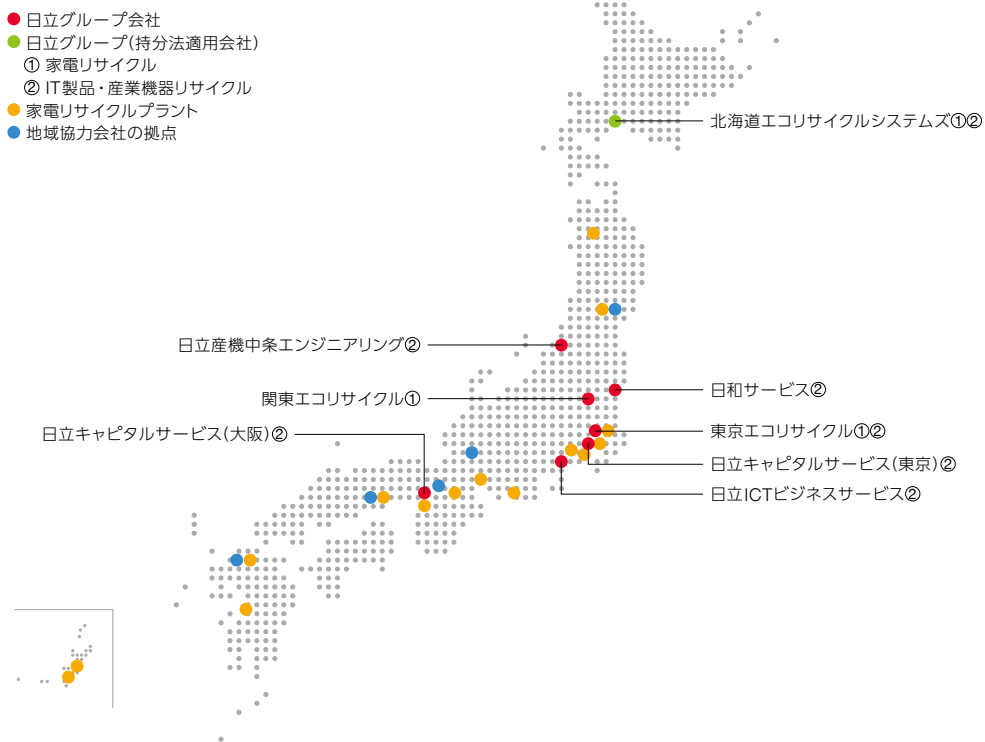 日立グループ会社
日立グループ(持分法適用会社)
① 家電リサイクル
② IT製品・産業機器リサイクル
家電リサイクルプラント
地域協力会社の拠点
北海道エコリサイクルシステムズ①②
日立産機中条エンジニアリング②
日和サービス②
関東エコリサイクル①
東京エコリサイクル①②
日立キャピタルサービス(大阪)②
日立キャピタルサービス(東京)②
日立ICTビジネスサービス②